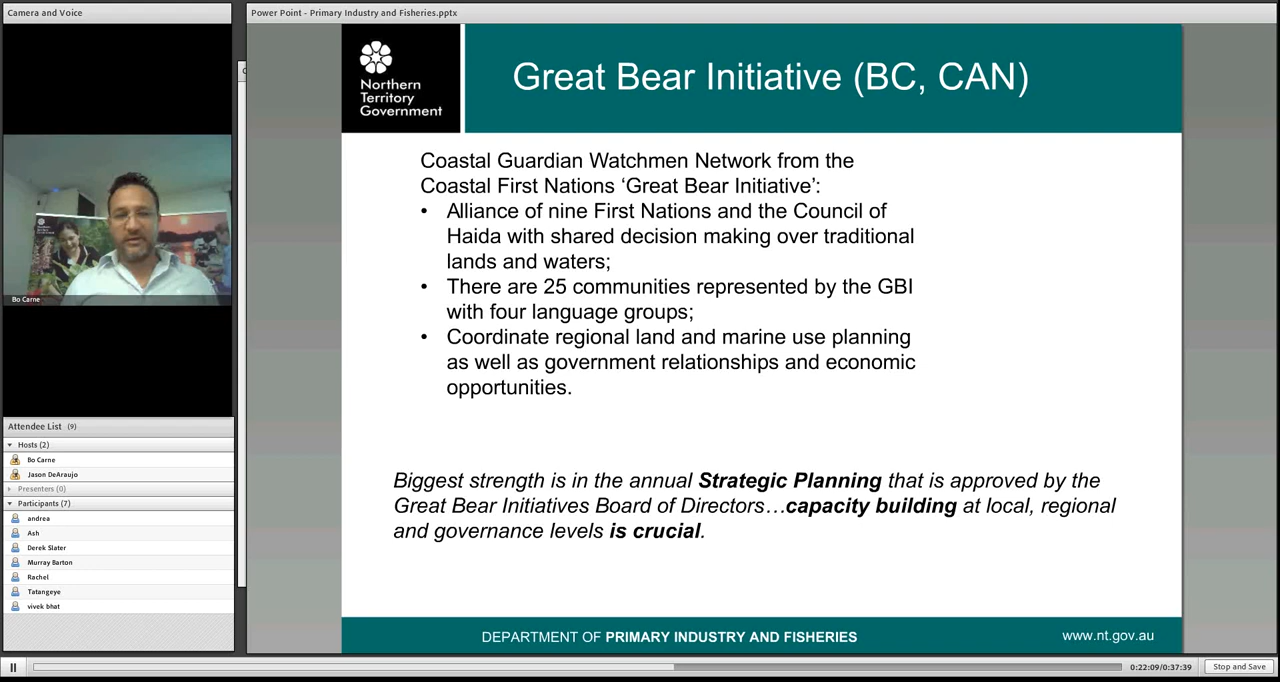 Camera and Voice
Power Point - Primary Industry and Fisheries.pptx
Northern
Territory
Government
Great Bear Initiative (BC, CAN)
Coastal Guardian Watchmen Network from the
Coastal First Nations ‘Great Bear Initiative’:
• Alliance of nine First Nations and the Council of
Haida with shared decision making over traditional
lands and waters;
• There are 25 communities represented by the GBI
with four language groups;
• Coordinate regional land and marine use planning
as well as government relationships and economic
opportunities.
Biggest strength is in the annual Strategic Planning that is approved by the
Great Bear Initiatives Board of Directors…capacity building at local, regional
and governance levels is crucial.
DEPARTMENT OF PRIMARY INDUSTRY AND FISHERIES
www.nt.gov.au
Bo Carne
Attendee List (9)
Hosts (2)
Bo Carne
Jason DeAraujo
Presenters (0)
Participants (7)
andrea
Ash
Derek Slater
Murray Barton
Rachel
Tatangeye
vivek bhat
0:22:09/0:37:39
Stop and Save